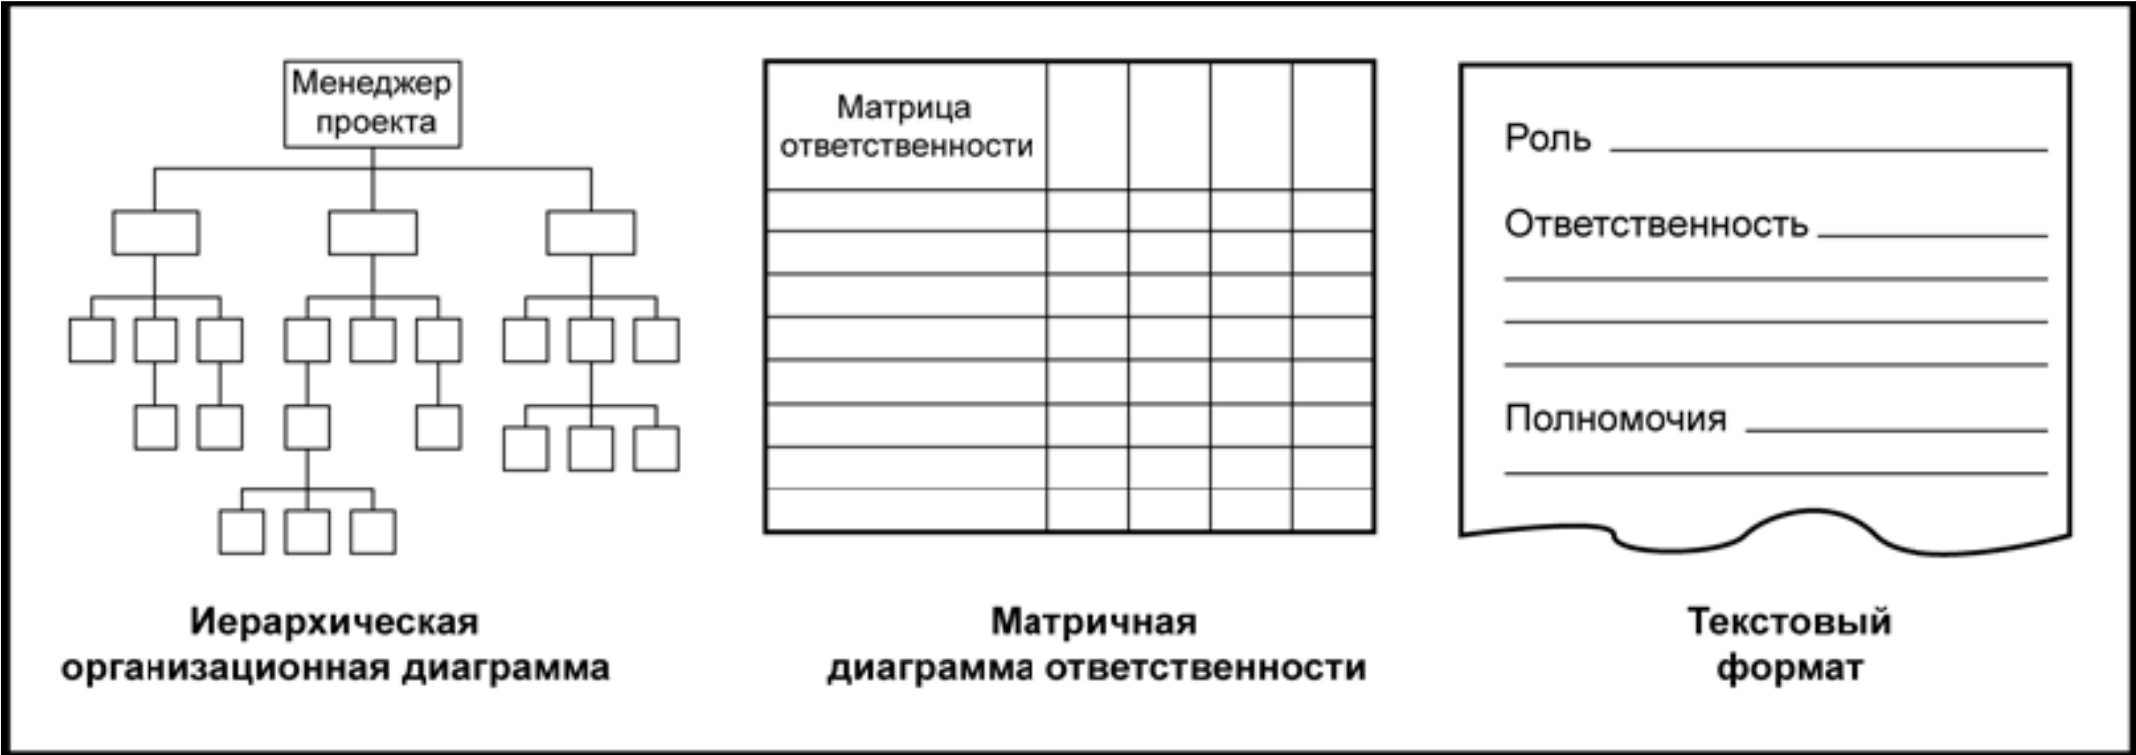 Менеджер
проекта
Иерархическая
организационная диаграмма
Матрица
ответственности
Матричная
диаграмма ответственности
Роль
Ответственность
Полномочия
Текстовый
формат